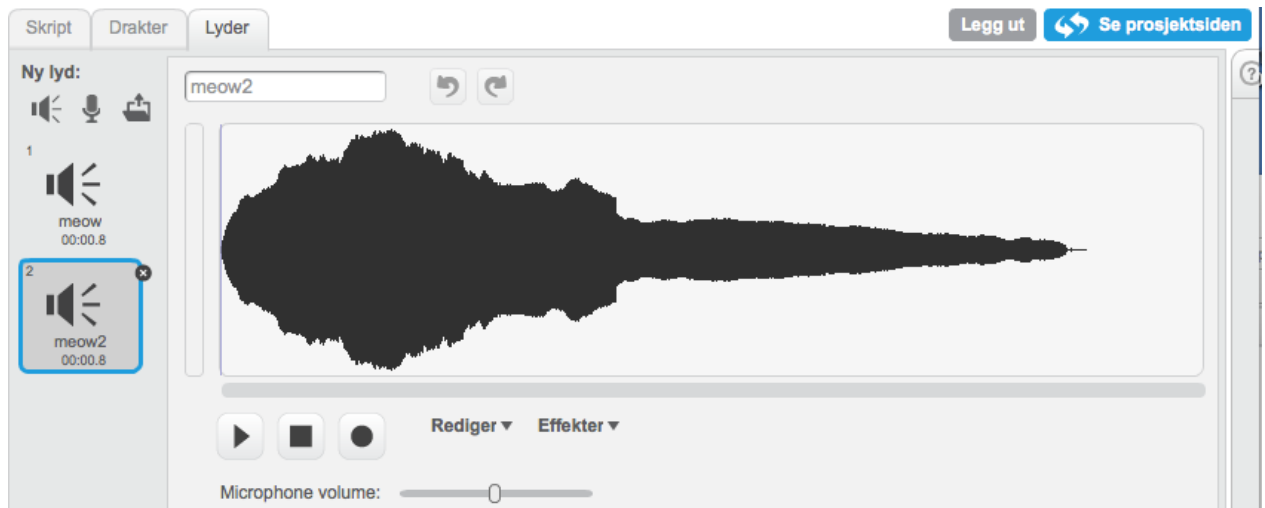 Skript Drakter Lyder Legg ut Se prosjektsiden
Ny lyd:
meow2
?
1
meow
00:00.8
2
meow2
00:00.8
Rediger Effekter
Microphone volume: